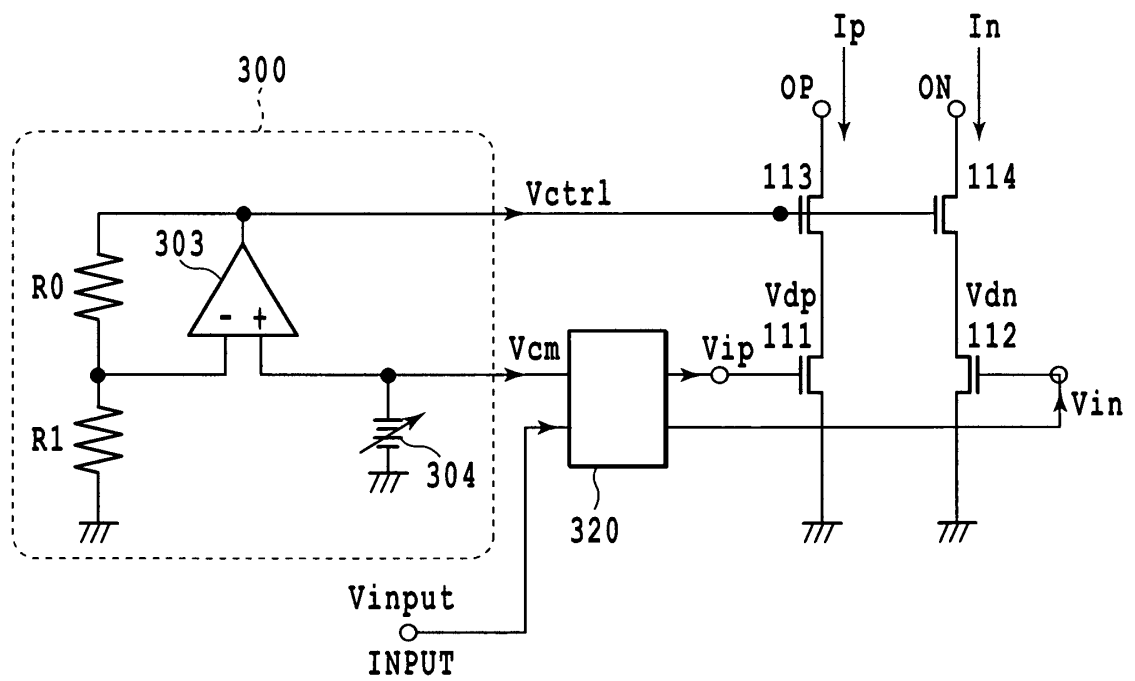 Ip
In
300
OP
ON
113
114
Vctrl
303
R0
Vdp
Vdn
- +
111
112
Vcm
Vip
Vin
R1
304
320
Vinput
INPUT